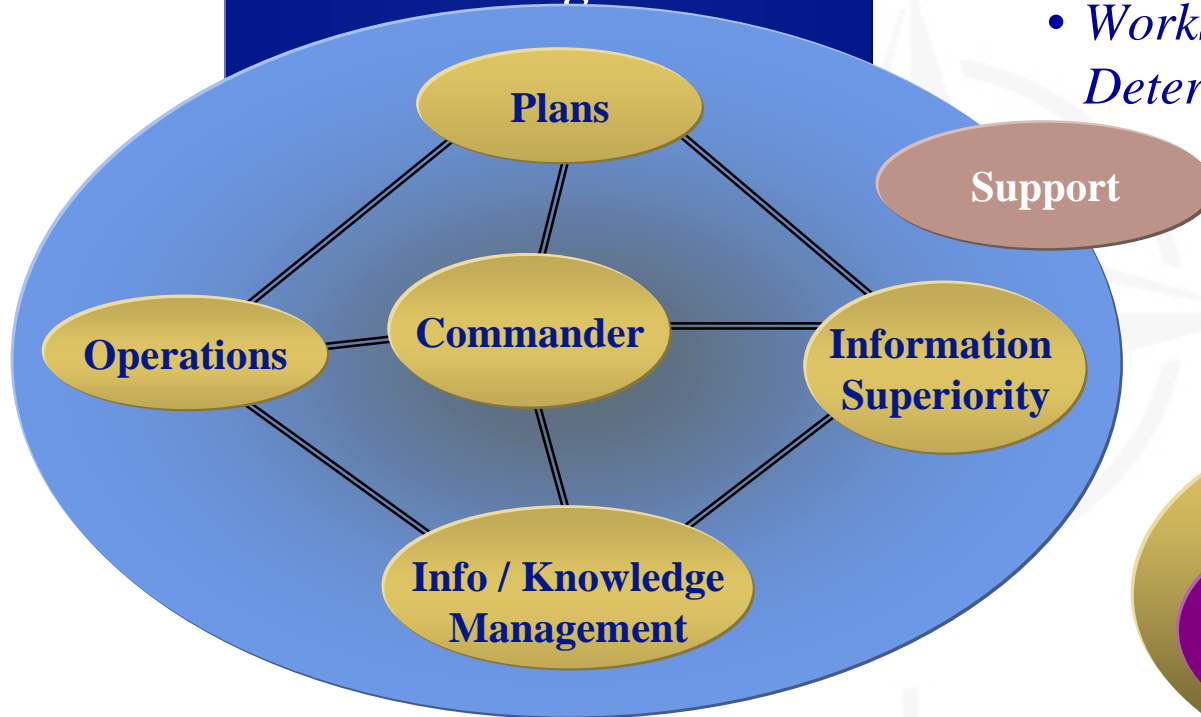 Plans
Support
Commander
Operations
Information
Superiority
Info / Knowledge
Management